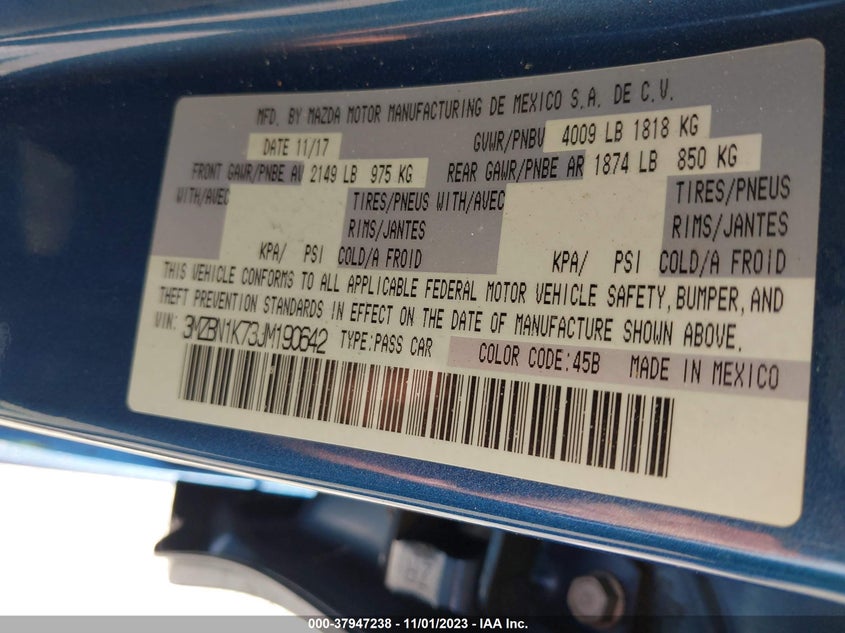 MFD. BY MAZDA MOTOR MANUFACTURING DE MEXICO S.A. DE C.V.
DATE 11/17 GVWR/PNBV 4009 LB 1818 KG
FRONT GAWR/PNBE AV 2149 LB 975 KG REAR GAWR/PNBE AR 1874 LB 850 KG
WITH/AVEC TIRES/PNEUS WITH/AVEC TIRES/PNEUS
RIMS/JANTES RIMS/JANTES
KPA/ PSI COLD/A FROID KPA/ PSI COLD/A FROID
THIS VEHICLE CONFORMS TO ALL APPLICABLE FEDERAL MOTOR VEHICLE SAFETY, BUMPER, AND
THEFT PREVENTION STANDARDS IN EFFECT ON THE DATE OF MANUFACTURE SHOWN ABOVE.
VIN: 3MZBN1K73JM190642 TYPE:PASS CAR COLOR CODE:45B MADE IN MEXICO
000-37947238 - 11/01/2023 - IAA Inc.